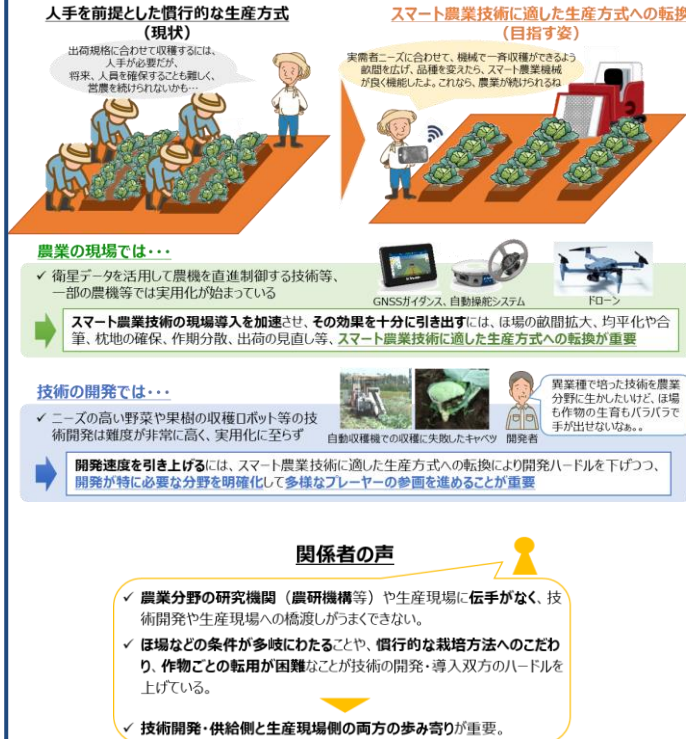 人手を前提とした慣行的な生産方式
(現状)
出荷規格に合わせて収穫するには、
人手が必要だが、
将来、人員を確保することも難しく、
営農を続けられないかも…
スマート農業技術に適した生産方式への転換
(目指す姿)
実需者ニーズに合わせて、機械で一斉収穫ができるよう
畝間を広げ、品種を変えたら、スマート農業機械
が良く機能したよ。これなら、農業が続けられるね
農業の現場では・・・
✓ 衛星データを活用して農機を直進制御する技術等、
一部の農機等では実用化が始まっている
GNSSガイダンス、自動操舵システム
ドローン
スマート農業技術の現場導入を加速させ、その効果を十分に引き出すには、ほ場の畝間拡大、均平化や合
筆、枕地の確保、作期分散、出荷の見直し等、スマート農業技術に適した生産方式への転換が重要
技術の開発では・・・
✓ ニーズの高い野菜や果樹の収穫ロボット等の技
術開発は難度が非常に高く、実用化に至らず
自動収穫機での収穫に失敗したキャベツ
開発者
異業種で培った技術を農業
分野に生かしたいけど、ほ場
も作物の生育もバラバラで
手が出せないなぁ。。
開発速度を引き上げるには、スマート農業技術に適した生産方式への転換により開発ハードルを下げつつ、
開発が特に必要な分野を明確化して多様なプレーヤーの参画を進めることが重要
関係者の声
✓ 農業分野の研究機関（農研機構等）や生産現場に伝手がなく、技
術開発や生産現場への橋渡しがうまくできない。
✓ ほ場などの条件が多岐にわたることや、慣行的な栽培方法へのこだわ
り、作物ごとの転用が困難なことが技術の開発・導入双方のハードルを
上げている。
✓ 技術開発・供給側と生産現場側の両方の歩み寄りが重要。